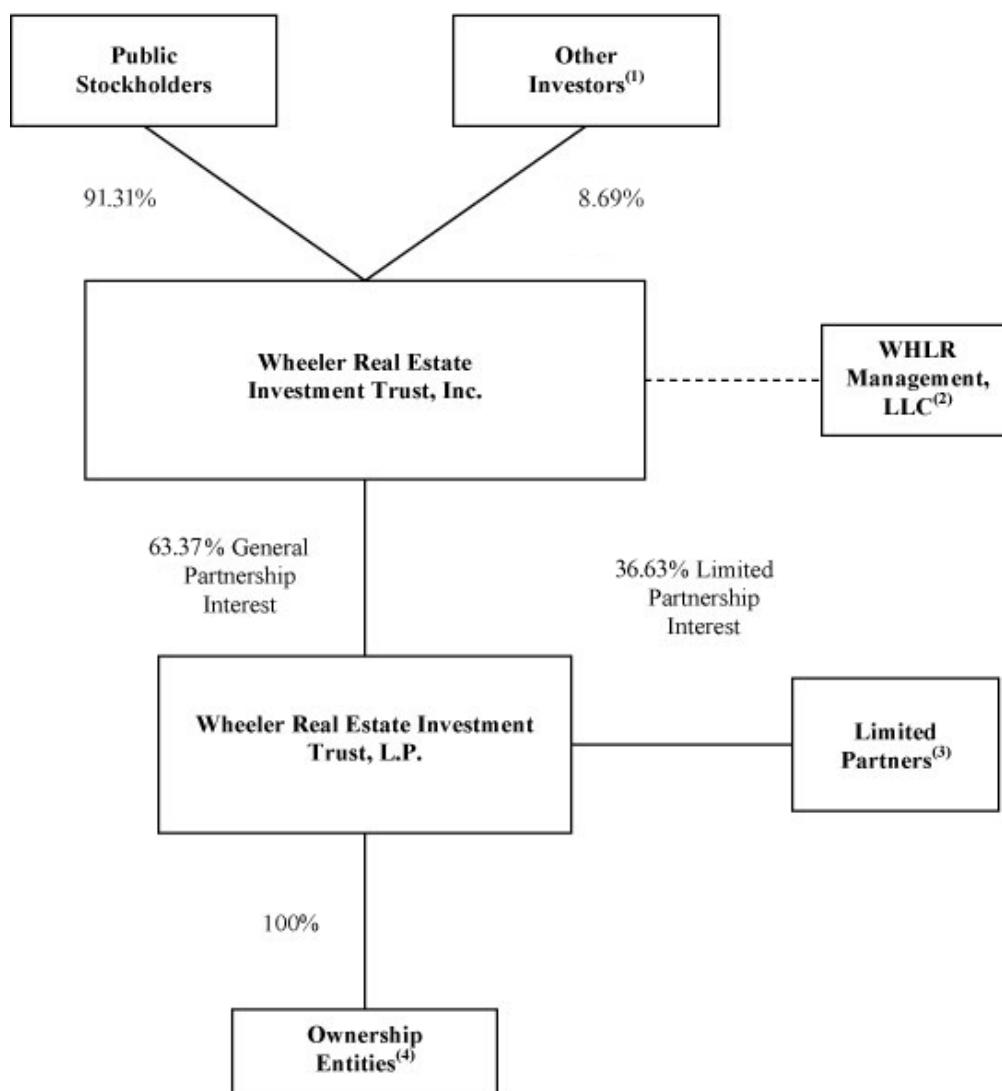 Public
Stockholders
Other
Investors(1)
91.31%
8.69%
Wheeler Real Estate
Investment Trust, Inc.
WHLR
Management,
LLC(2)
63.37% General
Partnership
Interest
36.63% Limited
Partnership
Interest
Wheeler Real Estate Investment
Trust, L.P.
Limited
Partners(3)
100%
Ownership
Entities(4)